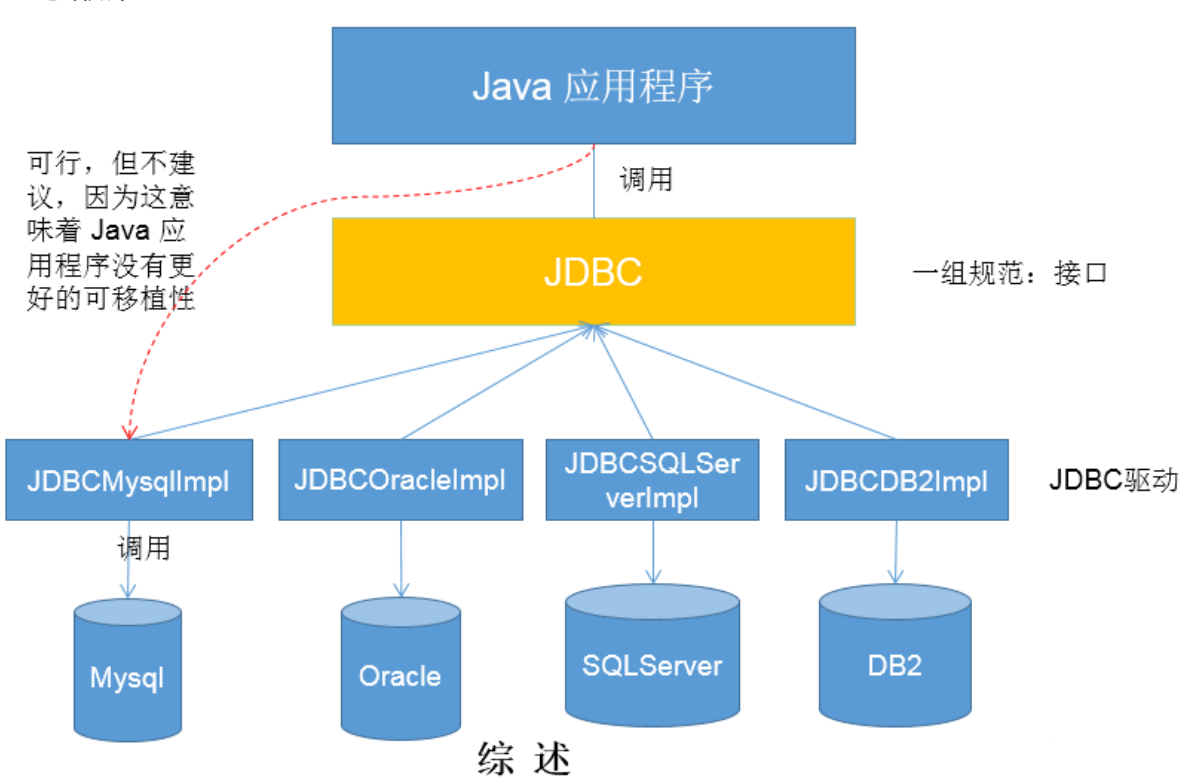 Java 应用程序
可行，但不建
议，因为这意
味着 Java 应
用程序没有更
好的可移植性
调用
JDBC
一组规范：接口
JDBCMysqlImpl
JDBCOracleImpl
JDBCSQLSer
verImpl
JDBCDB2Impl
JDBC驱动
调用
Mysql
Oracle
SQLServer
DB2
综 述